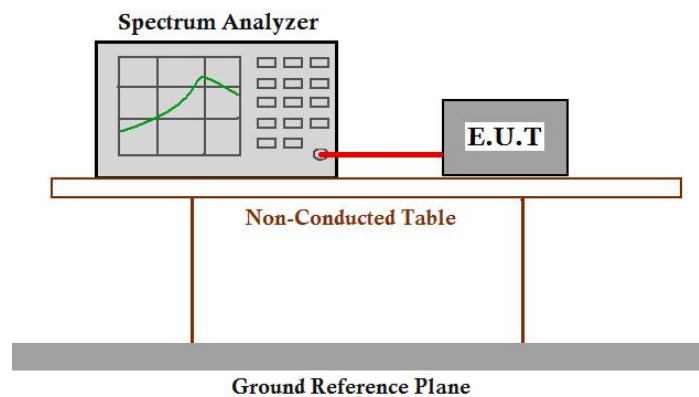 Spectrum Analyzer
E.U.T
Non-Conducted Table
Ground Reference Plane